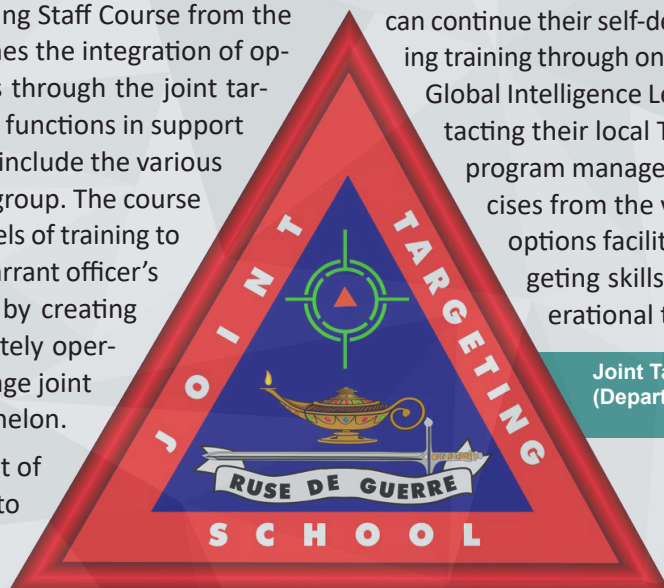 ng Staff Course from the
nes the integration of op-
s through the joint tar-
functions in support
include the various
group. The course
els of training to
arrant officer's
by creating
tely oper-
ge joint
helon.
t of
to
can continue their self-de
ing training through on
Global Intelligence Le
tacting their local T
program manage
cises from the v
options facilit
geting skills
erational t
JOINT TARGETING
RUSE DE GUERRE
SCHOOL
Joint Ta
(Depart